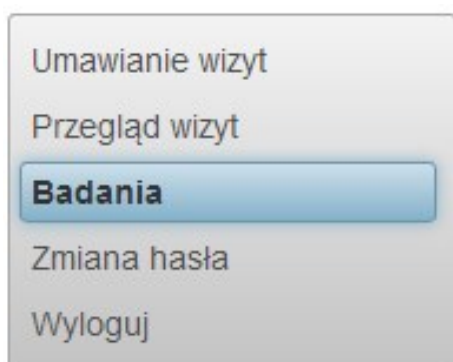 Umawianie wizyt
Przegląd wizyt
Badania
Zmiana hasła
Wyloguj